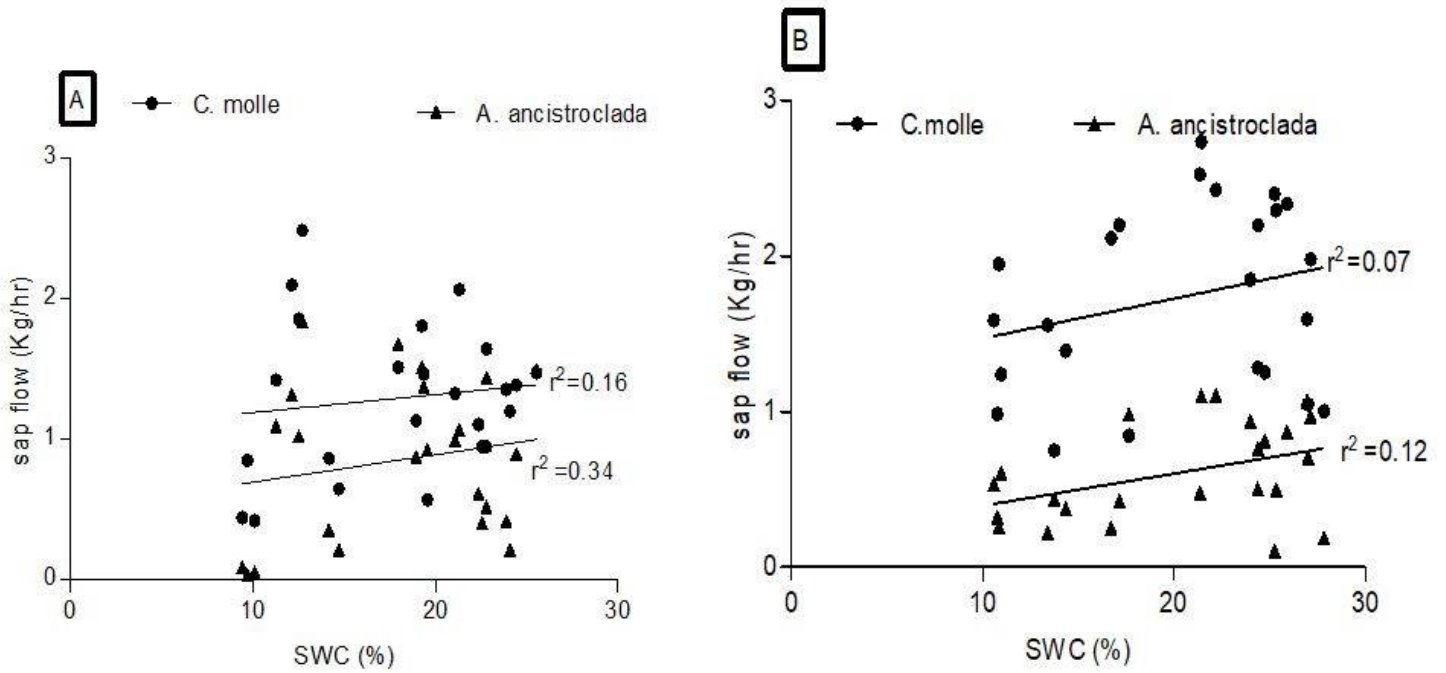 A
C. molle
A. ancistroclada
3
2
1
0
sap flow (Kg/hr)
r²=0.16
r²=0.34
0
10
20
30
SWC (%)
B
C.molle
A. ancistroclada
3
2
1
0
sap flow (Kg/hr)
r²=0.07
r²=0.12
0
10
20
30
SWC (%)